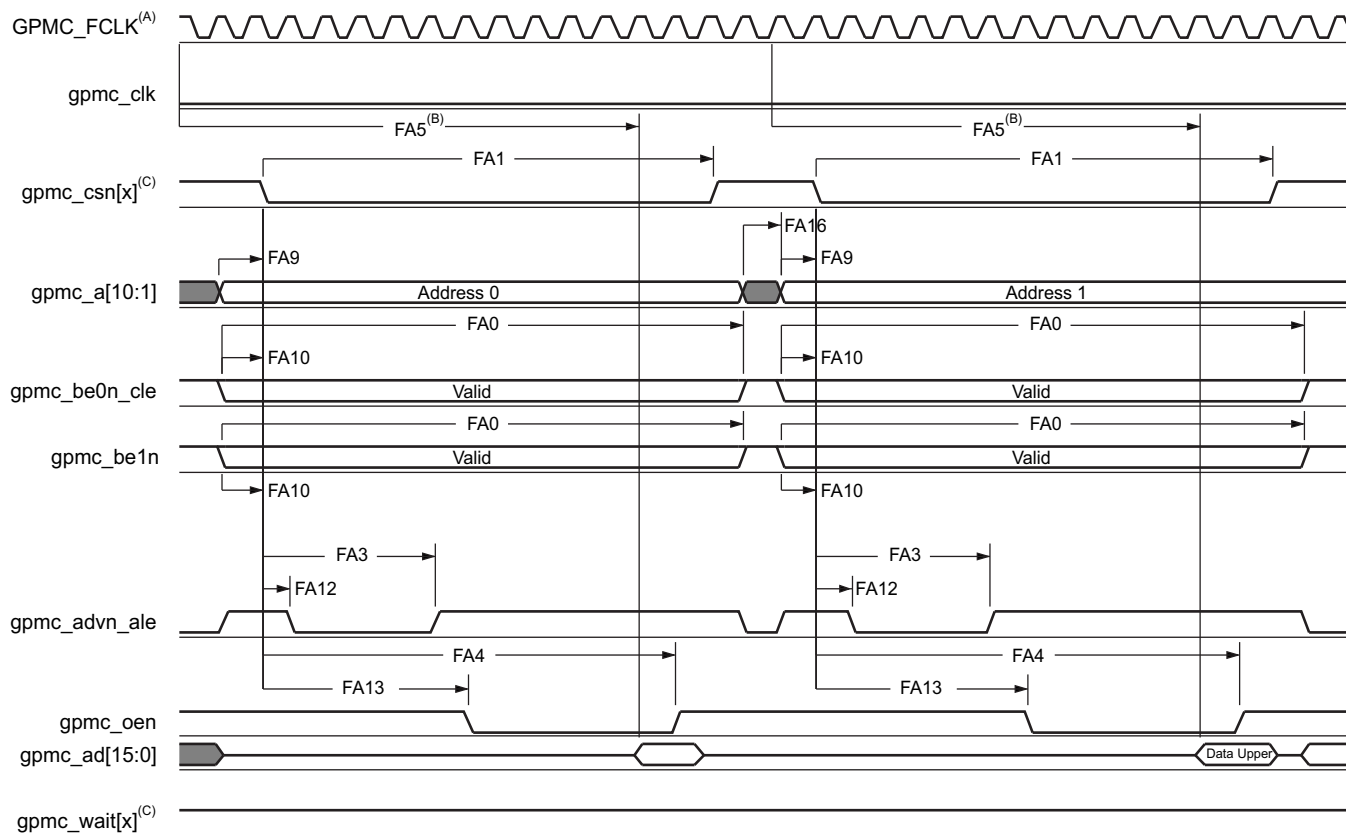 GPMC_FCLK(A)
gpmc_clk
FA5(B) FA5(B)
FA1 FA1
gpmc_csn[x](C)
FA16
FA9 FA9
gpmc_a[10:1] Address 0 Address 1
FA0 FA0
FA10 FA10
gpmc_be0n_cle Valid Valid
FA0 FA0
gpmc_be1n Valid Valid
FA10 FA10
FA3 FA3
FA12 FA12
gpmc_advn_ale
FA4 FA4
FA13 FA13
gpmc_oen
gpmc_ad[15:0] Data Upper
gpmc_wait[x](C)